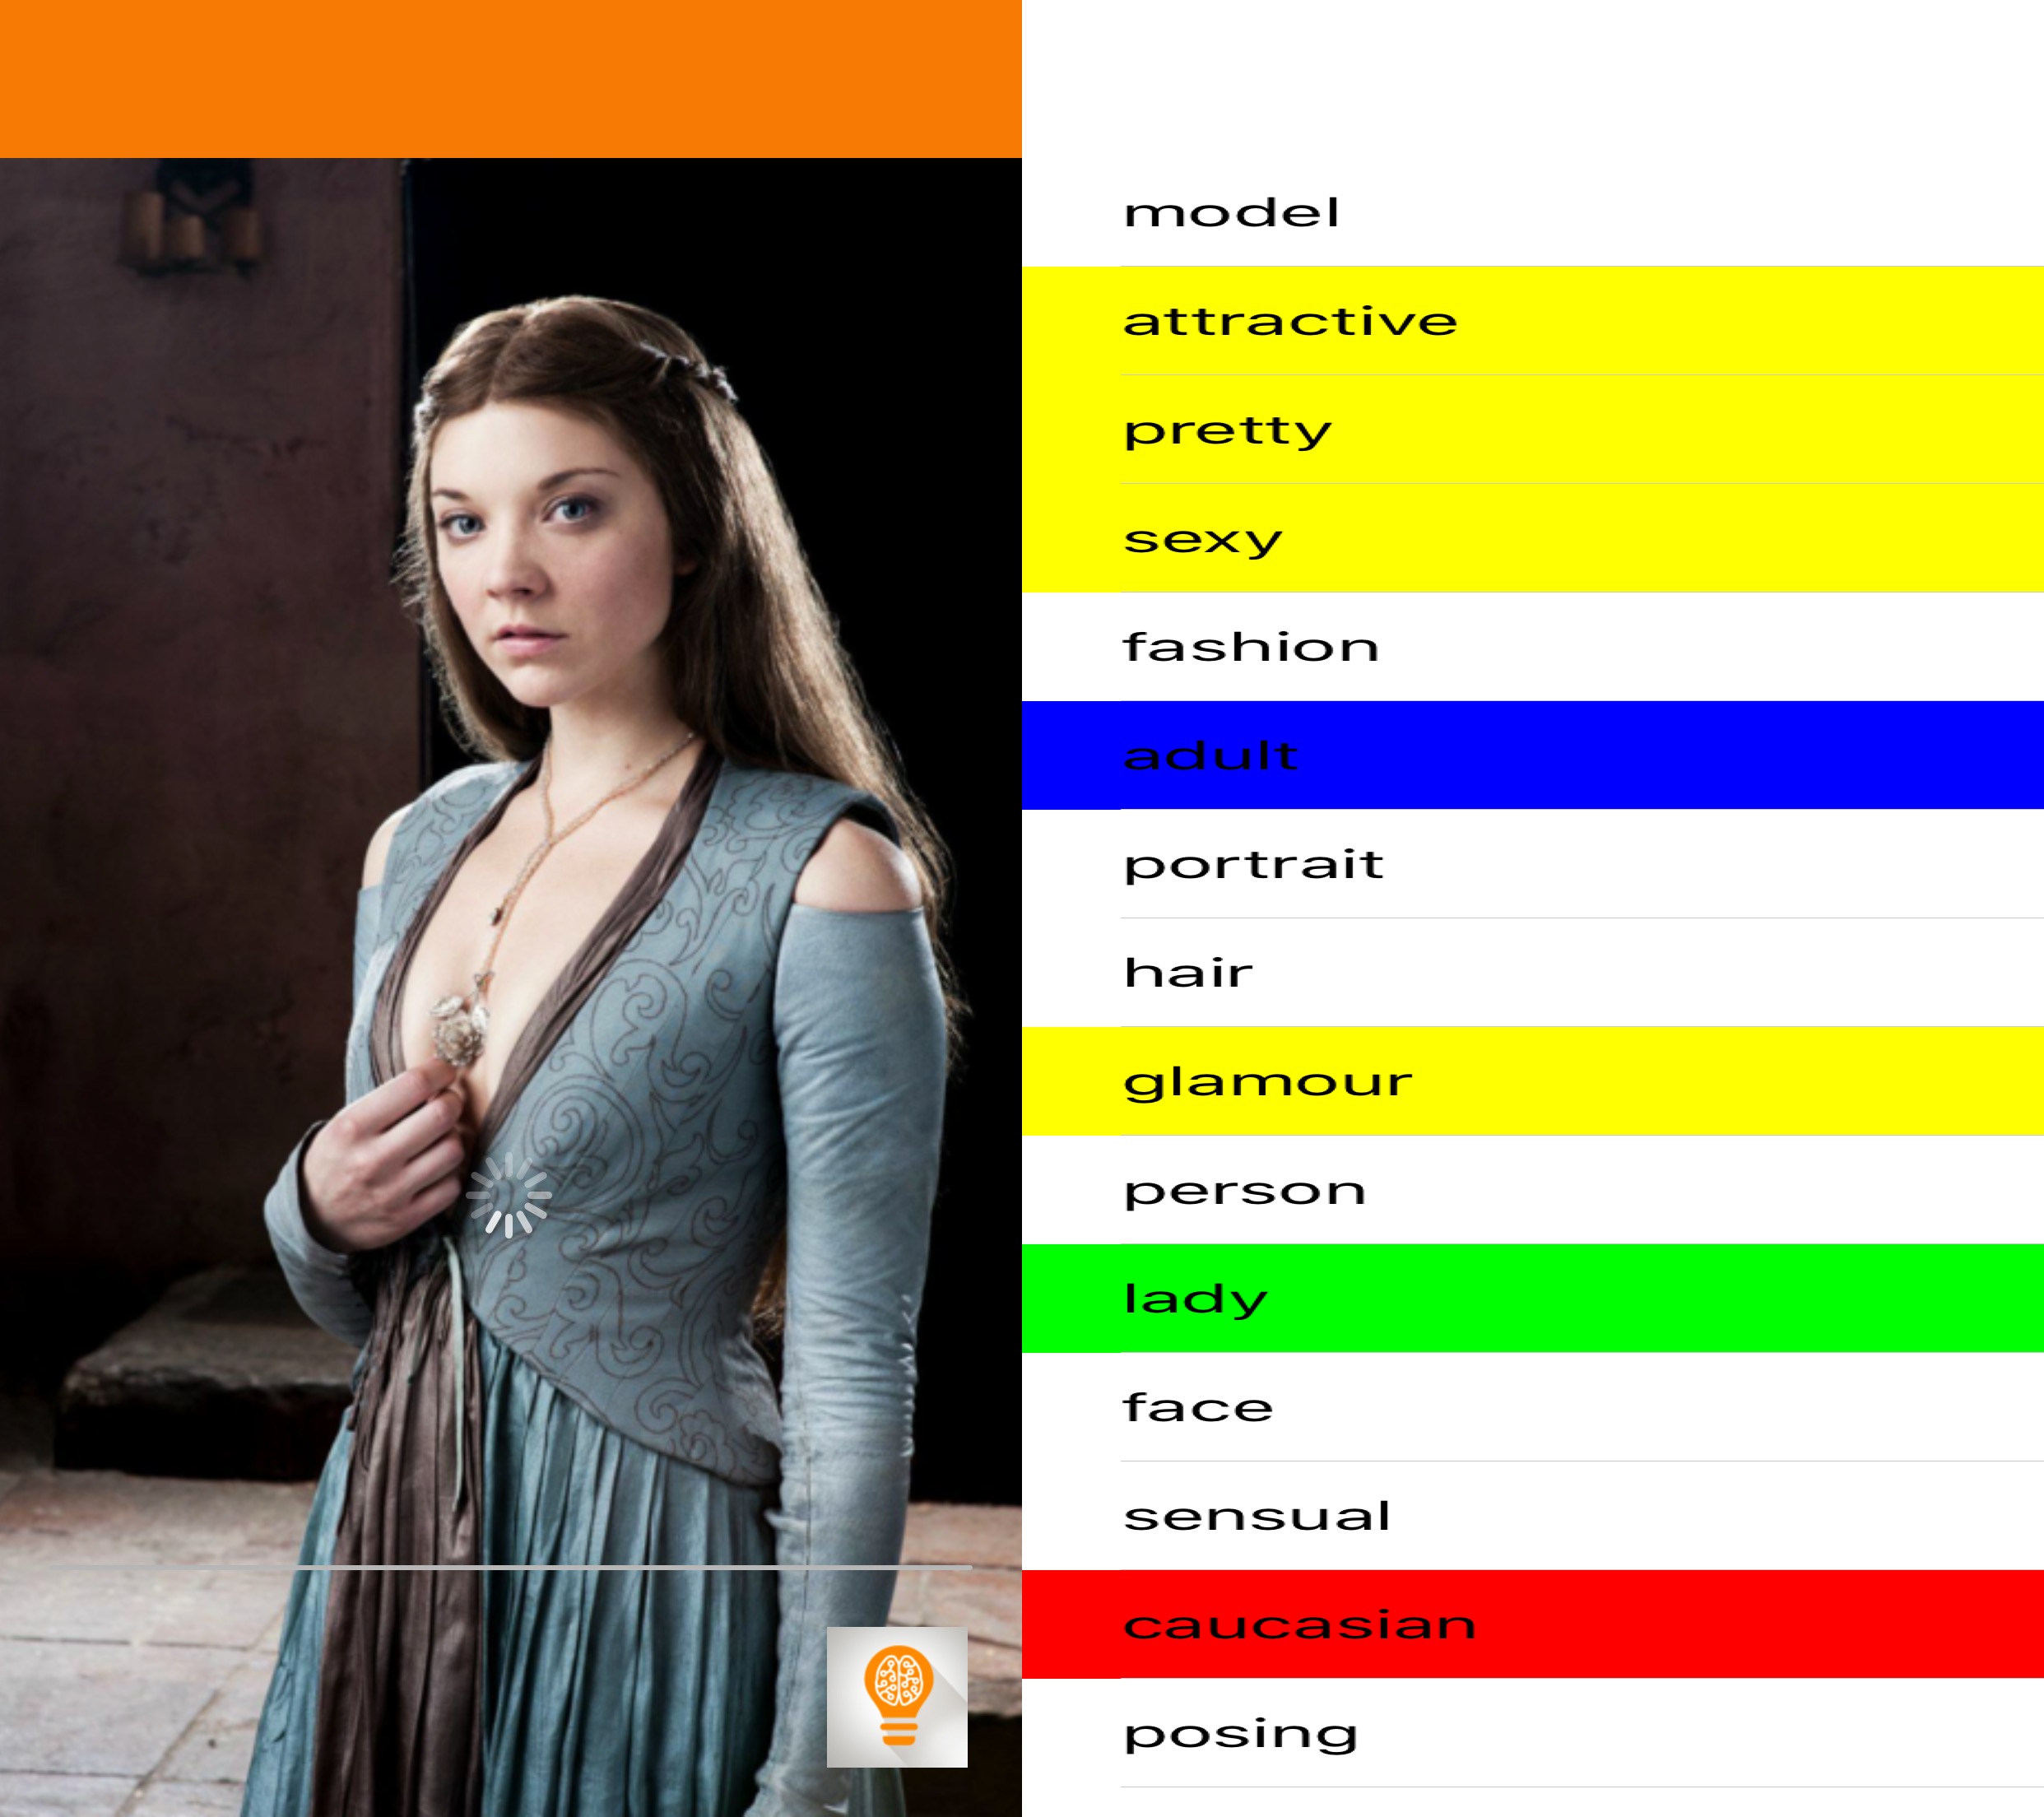 model
attractive
pretty
sexy
fashion
adult
portrait
hair
glamour
person
lady
face
sensual
caucasian
posing